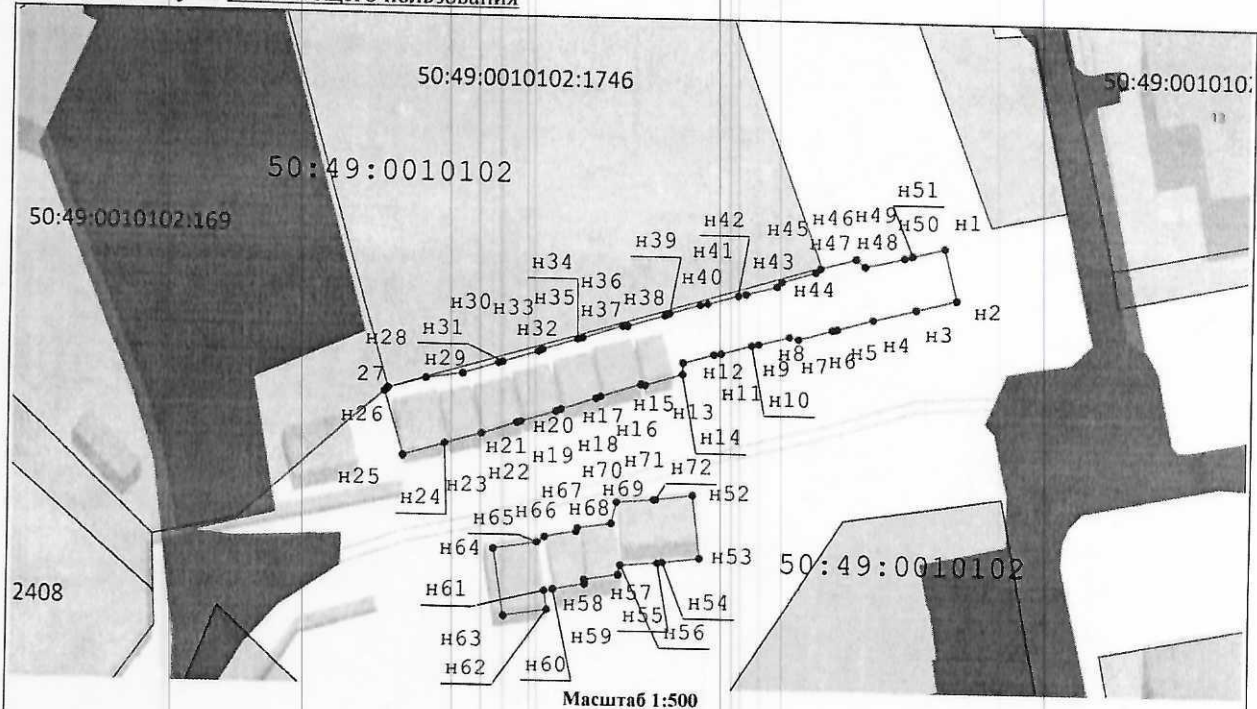 общего пользования
50:49:0010102:1746
50:49:0010102
50:49:0010102:169
13
н51
н42
н45
н46
н49
н50
н1
н39
н41
н47
н48
н34
н36
н40
н43
н44
н30
н33
н35
н37
н38
н2
н28
н31
н32
н3
н29
н8
н7
н6
н5
н4
27
н12
н9
н26
н11
н10
н15
н13
н20
н17
н16
н14
н21
н19
н18
н25
н24
н23
н22
н70
н71
н72
н67
н69
н52
н65
н66
н68
н64
н53
50:49:0010102
2408
н61
н58
н57
н54
н55
н56
н63
н59
н62
н60
Масштаб 1:500